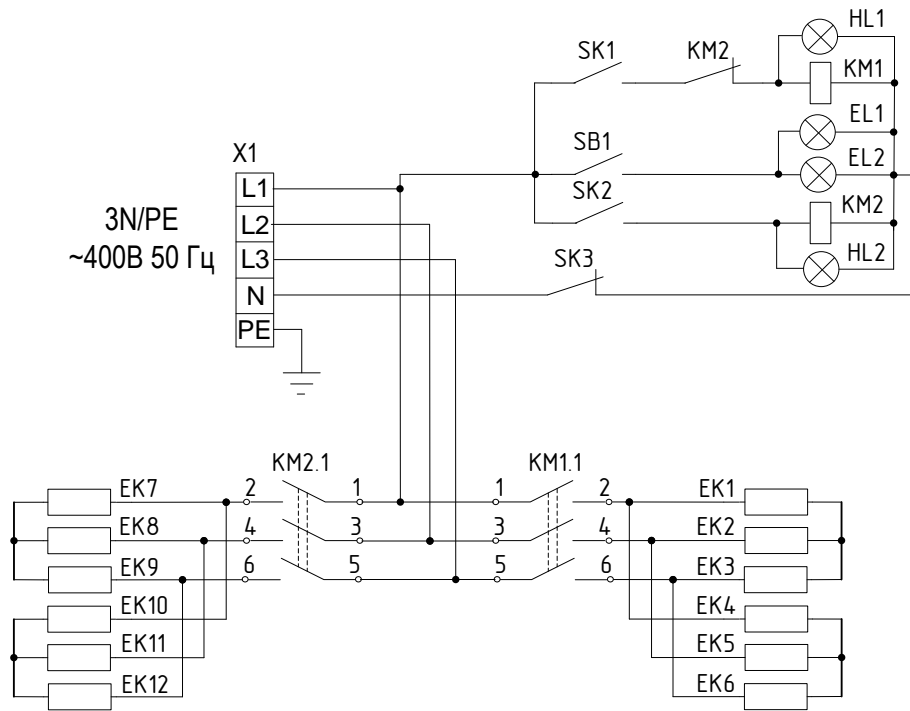 HL1
SK1
KM2
KM1
EL1
SB1
EL2
X1
SK2
KM2
L1
3N/PE
L2
HL2
~400В 50 Гц
L3
SK3
N
PE
KM2.1
KM1.1
EK7
2
1
1
2
EK1
EK8
4
3
3
4
EK2
EK9
6
5
5
6
EK3
EK10
EK4
EK11
EK5
EK12
EK6